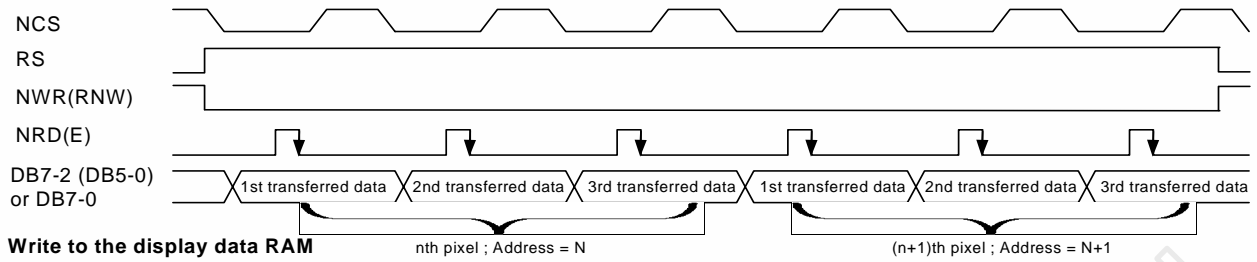 NCS
RS
NWR(RNW)
NRD(E)
DB7-2 (DB5-0)
or DB7-0
1st transferred data 2nd transferred data 3rd transferred data 1st transferred data 2nd transferred data 3rd transferred data
Write to the display data RAM
nth pixel ; Address = N
(n+1)th pixel ; Address = N+1